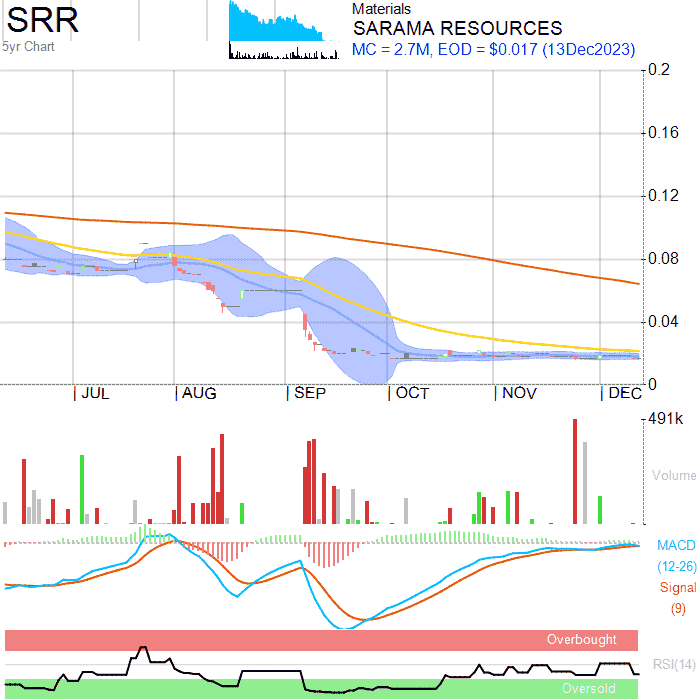 SRR
5yr Chart
Materials
SARAMA RESOURCES
MC = 2.7M, EOD = $0.017 (13Dec2023)
0.2
0.16
0.12
0.08
0.04
0
JUL AUG SEP OCT NOV DEC
491k
Volume
MACD
(12-26)
Signal
(9)
Overbought
RSI(14)
Oversold